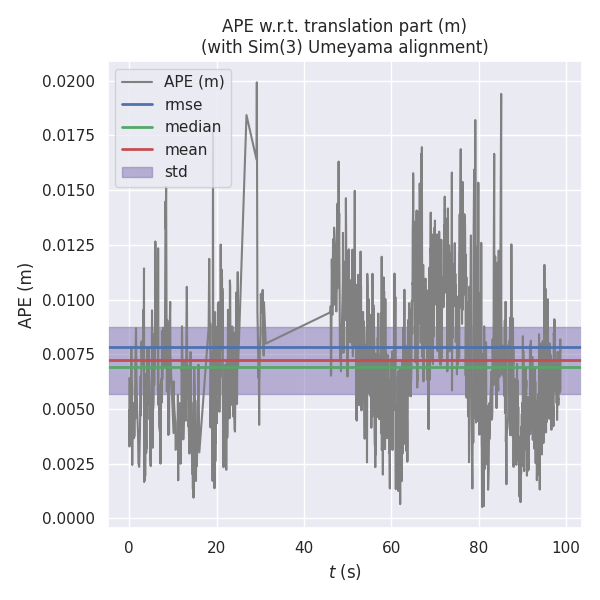 APE w.r.t. translation part (m)
(with Sim(3) Umeyama alignment)
APE (m)
rmse
median
mean
std
APE (m)
0.0200
0.0175
0.0150
0.0125
0.0100
0.0075
0.0050
0.0025
0.0000
0 20 40 60 80 100
t (s)